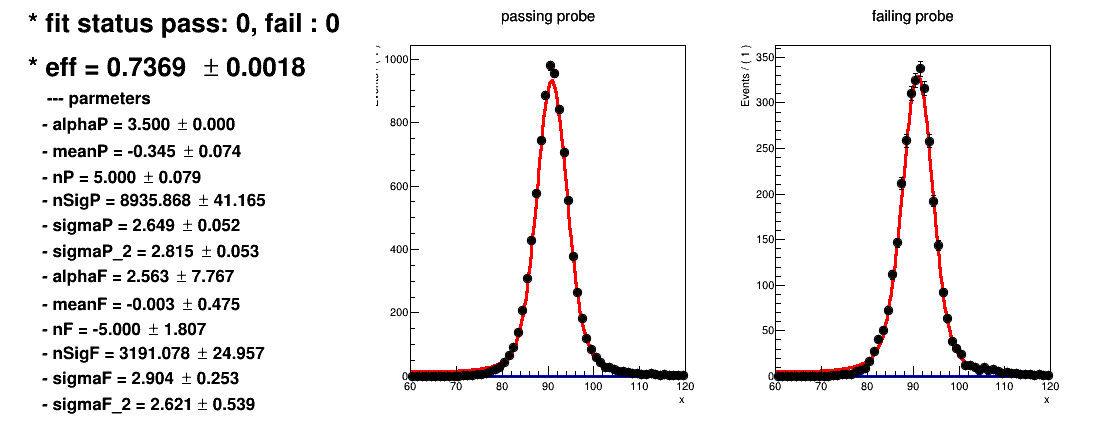 * fit status pass: 0, fail : 0
* eff = 0.7369 ± 0.0018
--- parmeters
- alphaP = 3.500 ± 0.000
- meanP = -0.345 ± 0.074
- nP = 5.000 ± 0.079
- nSigP = 8935.868 ± 41.165
- sigmaP = 2.649 ± 0.052
- sigmaP_2 = 2.815 ± 0.053
- alphaF = 2.563 ± 7.767
- meanF = -0.003 ± 0.475
- nF = -5.000 ± 1.807
- nSigF = 3191.078 ± 24.957
- sigmaF = 2.904 ± 0.253
- sigmaF_2 = 2.621 ± 0.539
passing probe
1000
800
600
400
200
0
60 70 80 90 100 110 120
x
failing probe
Events / ( 1 )
350
300
250
200
150
100
50
0
60 70 80 90 100 110 120
x